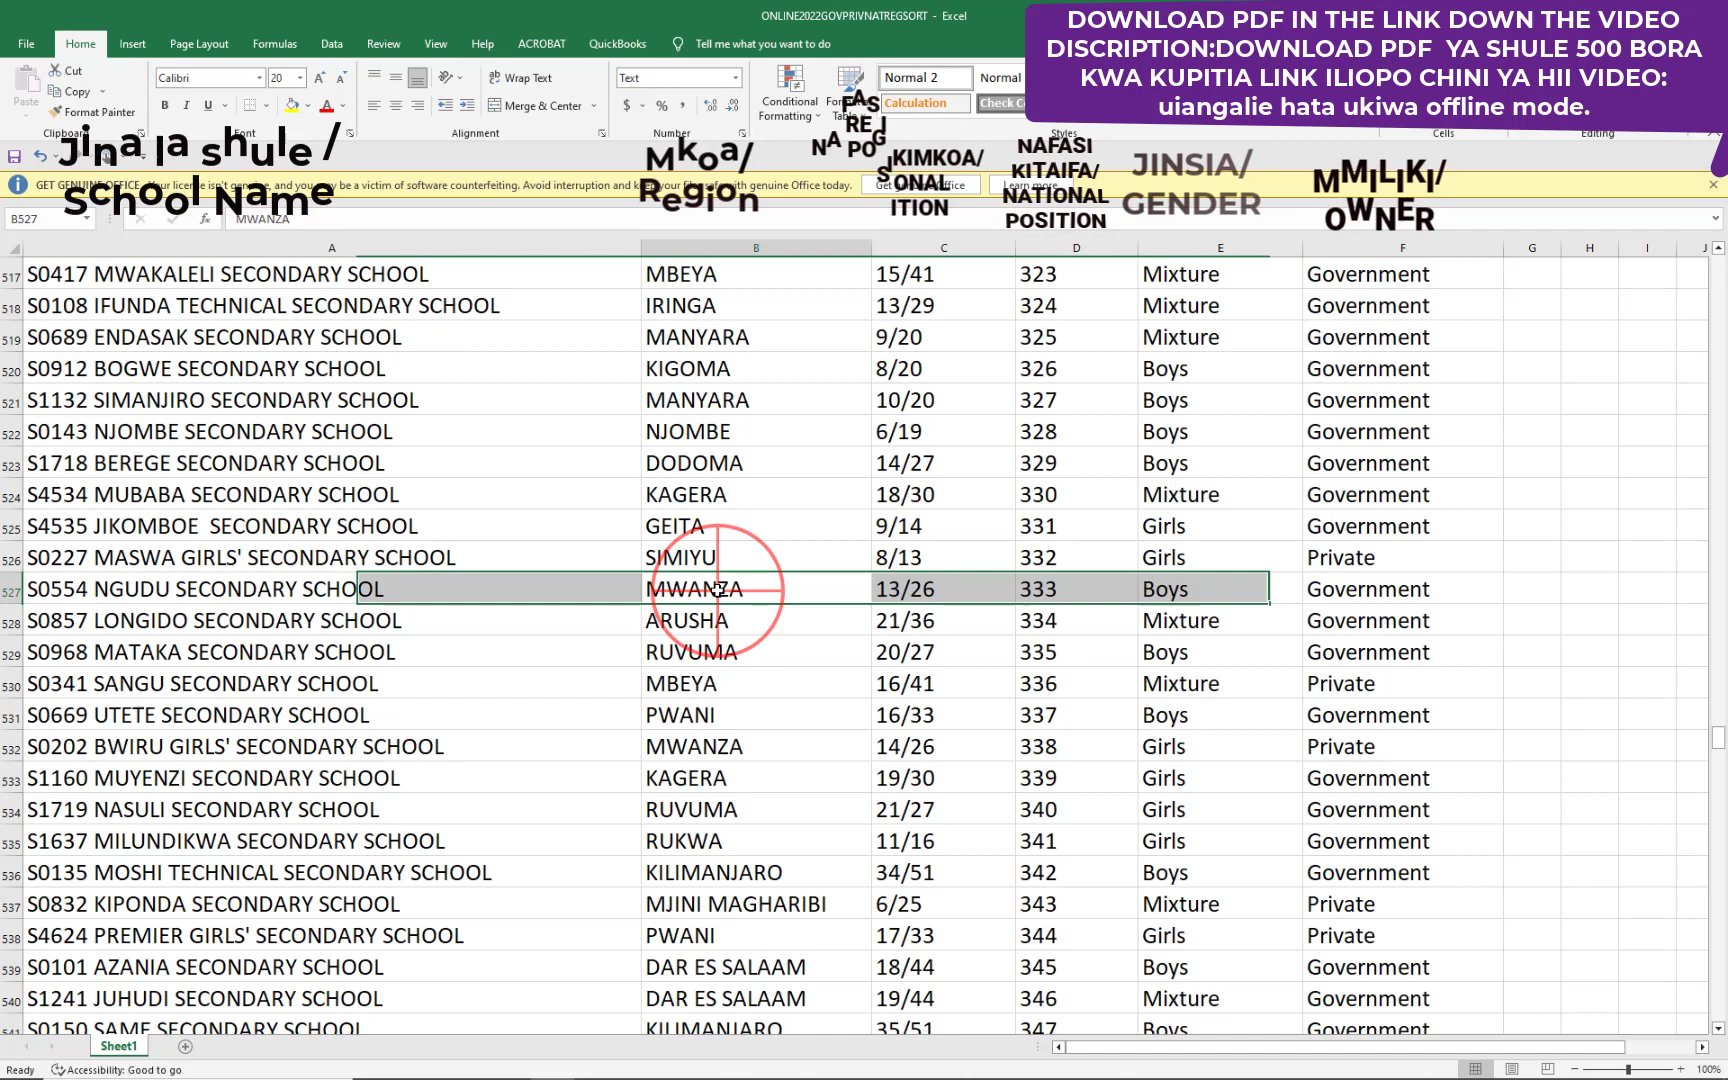 ONLINE2022GOVPRIVNATREGSORT - Excel
DOWNLOAD PDF IN THE LINK DOWN THE VIDEO
DISCRIPTION:DOWNLOAD PDF YA SHULE 500 BORA
KWA KUPITIA LINK ILIOPO CHINI YA HII VIDEO:
uiangalie hata ukiwa offline mode.
File Home Insert Page Layout Formulas Data Review View Help ACROBAT QuickBooks Tell me what you want to do
Cut
Copy
Format Painter
Paste
Calibri 20
Wrap Text
Merge & Center
Text
Conditional Formatting
Normal 2 Normal
Calculation
Clipboard Alignment Number Styles Cells Editing
Jina la shule /
School Name
Mkoa/
Region
NAFASI
KITAIFA/
NATIONAL
POSITION
JINSIA/
GENDER
MMILIKI/
OWNER
GET GENUINE OFFICE Your license isn't genuine, and you may be a victim of software counterfeiting. Avoid interruption and keep your files safe with genuine Office today.
Learn more
B527 fx MWANZA
A B C D E F G H I J
517 S0417 MWAKALELI SECONDARY SCHOOL MBEYA 15/41 323 Mixture Government
518 S0108 IFUNDA TECHNICAL SECONDARY SCHOOL IRINGA 13/29 324 Mixture Government
519 S0689 ENDASAK SECONDARY SCHOOL MANYARA 9/20 325 Mixture Government
520 S0912 BOGWE SECONDARY SCHOOL KIGOMA 8/20 326 Boys Government
521 S1132 SIMANJIRO SECONDARY SCHOOL MANYARA 10/20 327 Boys Government
522 S0143 NJOMBE SECONDARY SCHOOL NJOMBE 6/19 328 Boys Government
523 S1718 BEREGE SECONDARY SCHOOL DODOMA 14/27 329 Boys Government
524 S4534 MUBABA SECONDARY SCHOOL KAGERA 18/30 330 Mixture Government
525 S4535 JIKOMBOE SECONDARY SCHOOL GEITA 9/14 331 Girls Government
526 S0227 MASWA GIRLS' SECONDARY SCHOOL SIMIYU 8/13 332 Girls Private
527 S0554 NGUDU SECONDARY SCHOOL MWANZA 13/26 333 Boys Government
528 S0857 LONGIDO SECONDARY SCHOOL ARUSHA 21/36 334 Mixture Government
529 S0968 MATAKA SECONDARY SCHOOL RUVUMA 20/27 335 Boys Government
530 S0341 SANGU SECONDARY SCHOOL MBEYA 16/41 336 Mixture Private
531 S0669 UTETE SECONDARY SCHOOL PWANI 16/33 337 Boys Government
532 S0202 BWIRU GIRLS' SECONDARY SCHOOL MWANZA 14/26 338 Girls Private
533 S1160 MUYENZI SECONDARY SCHOOL KAGERA 19/30 339 Girls Government
534 S1719 NASULI SECONDARY SCHOOL RUVUMA 21/27 340 Girls Government
535 S1637 MILUNDIKWA SECONDARY SCHOOL RUKWA 11/16 341 Girls Government
536 S0135 MOSHI TECHNICAL SECONDARY SCHOOL KILIMANJARO 34/51 342 Boys Government
537 S0832 KIPONDA SECONDARY SCHOOL MJINI MAGHARIBI 6/25 343 Mixture Private
538 S4624 PREMIER GIRLS' SECONDARY SCHOOL PWANI 17/33 344 Girls Private
539 S0101 AZANIA SECONDARY SCHOOL DAR ES SALAAM 18/44 345 Boys Government
540 S1241 JUHUDI SECONDARY SCHOOL DAR ES SALAAM 19/44 346 Mixture Government
S0150 SAME SECONDARY SCHOOL KILIMANJARO 35/51 347 Boys Government
Sheet1
Ready Accessibility: Good to go 100%